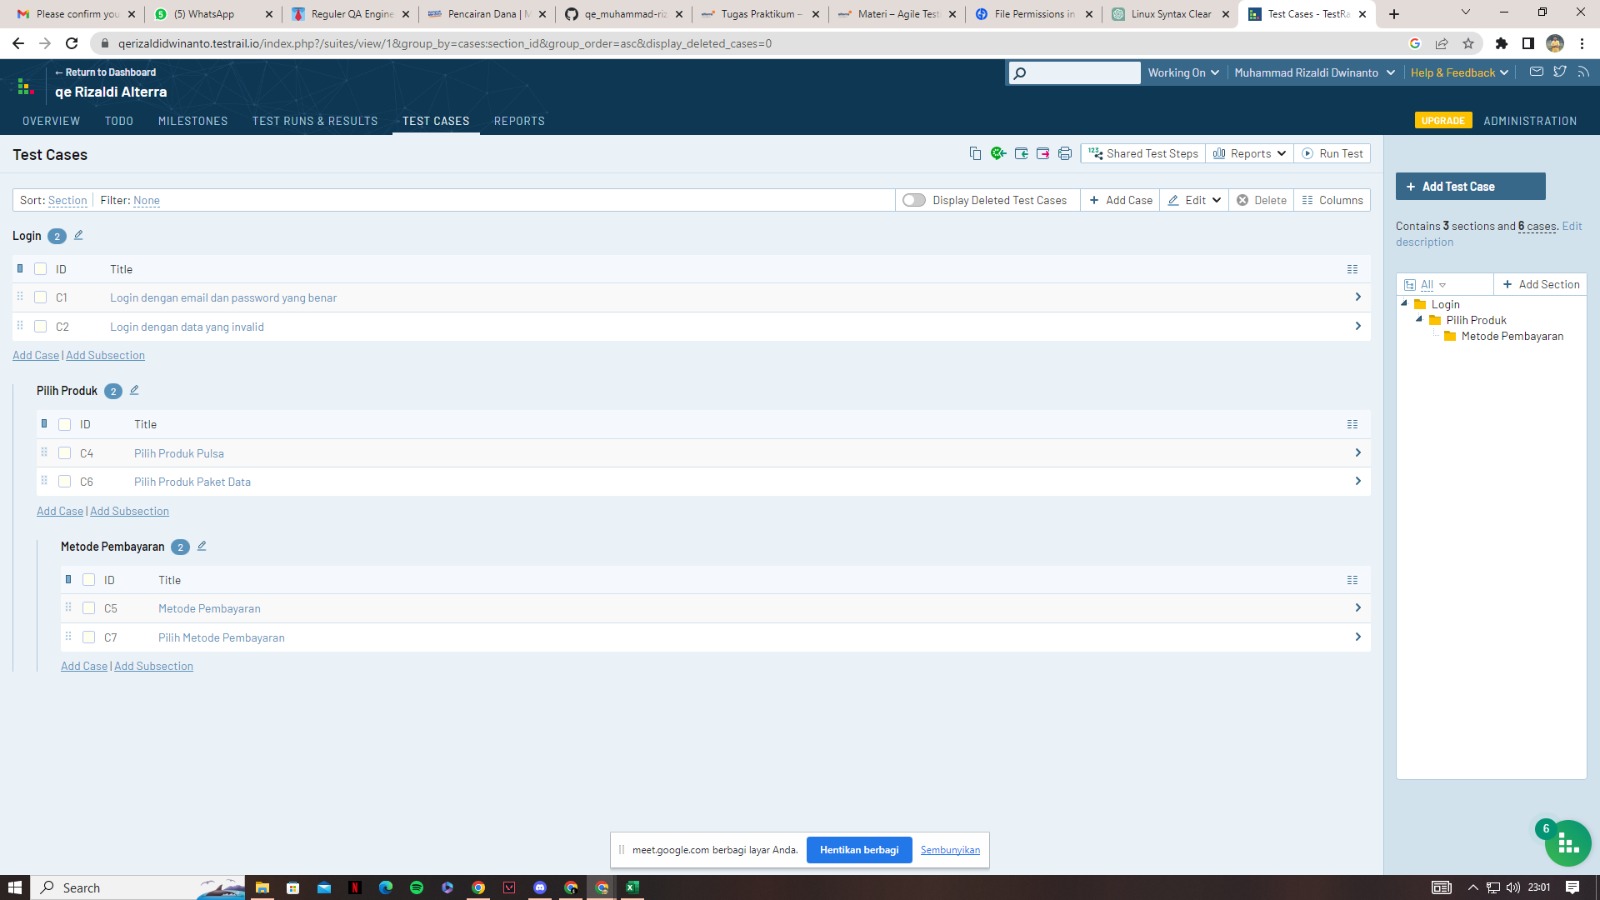 Please confirm you
(5) WhatsApp
Reguler QA Engine
Pencairan Dana | M
qe_muhammad-riz
Tugas Praktikum –
Materi – Agile Test
File Permissions in
Linux Syntax Clear
Test Cases - TestRa
qerizaldidwinanto.testrail.io/index.php?/suites/view/1&group_by=cases:section_id&group_order=asc&display_deleted_cases=0
← Return to Dashboard
qe Rizaldi Alterra
Working On
Muhammad Rizaldi Dwinanto
Help & Feedback
OVERVIEW
TODO
MILESTONES
TEST RUNS & RESULTS
TEST CASES
REPORTS
UPGRADE
ADMINISTRATION
Test Cases
Shared Test Steps
Reports
Run Test
Sort: Section
Filter: None
Display Deleted Test Cases
+ Add Case
Edit
Delete
Columns
Login 2
ID Title
C1 Login dengan email dan password yang benar
C2 Login dengan data yang invalid
Add Case | Add Subsection
Pilih Produk 2
ID Title
C4 Pilih Produk Pulsa
C6 Pilih Produk Paket Data
Add Case | Add Subsection
Metode Pembayaran 2
ID Title
C5 Metode Pembayaran
C7 Pilih Metode Pembayaran
Add Case | Add Subsection
+ Add Test Case
Contains 3 sections and 6 cases. Edit
description
All
+ Add Section
Login
Pilih Produk
Metode Pembayaran
6
meet.google.com berbagi layar Anda.
Hentikan berbagi
Sembunyikan
Search
23:01